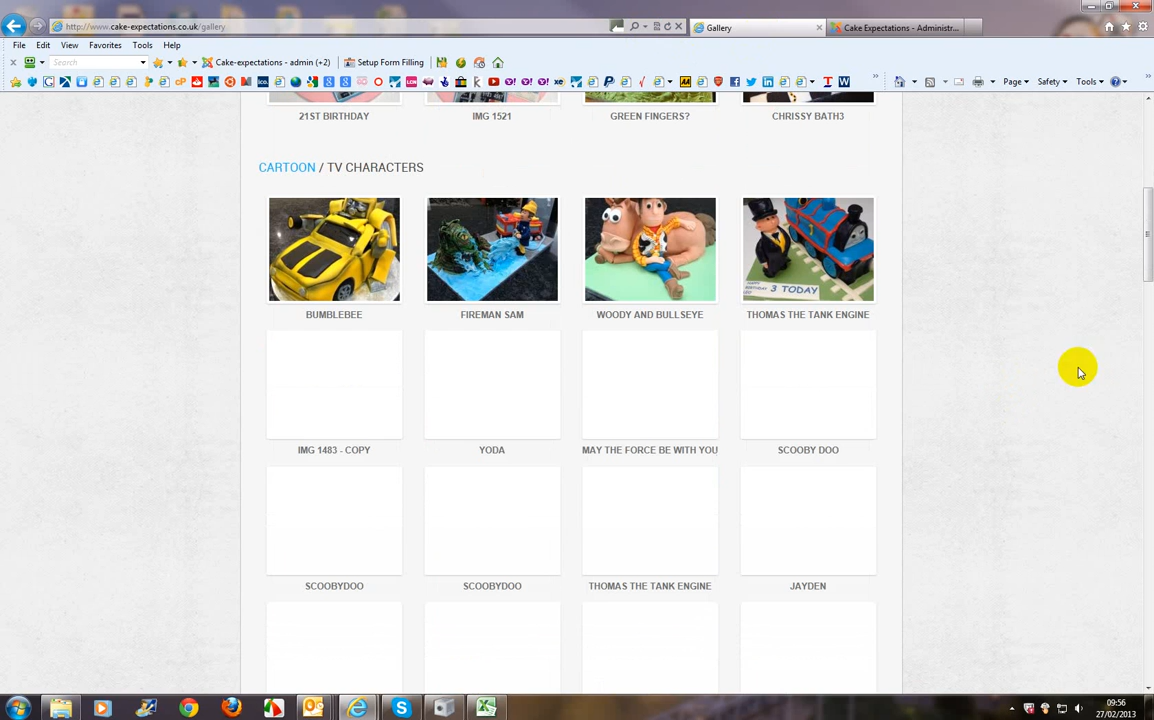 http://www.cake-expectations.co.uk/gallery
Gallery
Cake Expectations - Administr...
File Edit View Favorites Tools Help
Search
Cake-expectations - admin (+2)
Setup Form Filling
Page Safety Tools
21ST BIRTHDAY
IMG 1521
GREEN FINGERS?
CHRISSY BATH3
CARTOON / TV CHARACTERS
3 TODAY
BUMBLEBEE
FIREMAN SAM
WOODY AND BULLSEYE
THOMAS THE TANK ENGINE
IMG 1483 - COPY
YODA
MAY THE FORCE BE WITH YOU
SCOOBY DOO
SCOOBYDOO
SCOOBYDOO
THOMAS THE TANK ENGINE
JAYDEN
09:56
27/02/2013